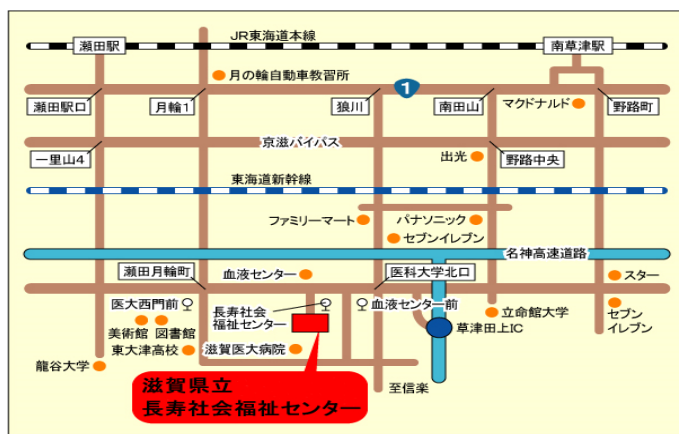 JR東海道本線
瀬田駅
南草津駅
月の輪自動車教習所
1
瀬田駅口
月輪1
狼川
南田山
マクドナルド
野路町
京滋バイパス
一里山4
出光
野路中央
東海道新幹線
ファミリーマート
パナソニック
セブンイレブン
名神高速道路
瀬田月輪町
血液センター
医科大学北口
スター
医大西門前
長寿社会
福祉センター
血液センター前
立命館大学
セブン
イレブン
美術館
図書館
草津田上IC
東大津高校
滋賀医大病院
龍谷大学
至信楽
滋賀県立
長寿社会福祉センター